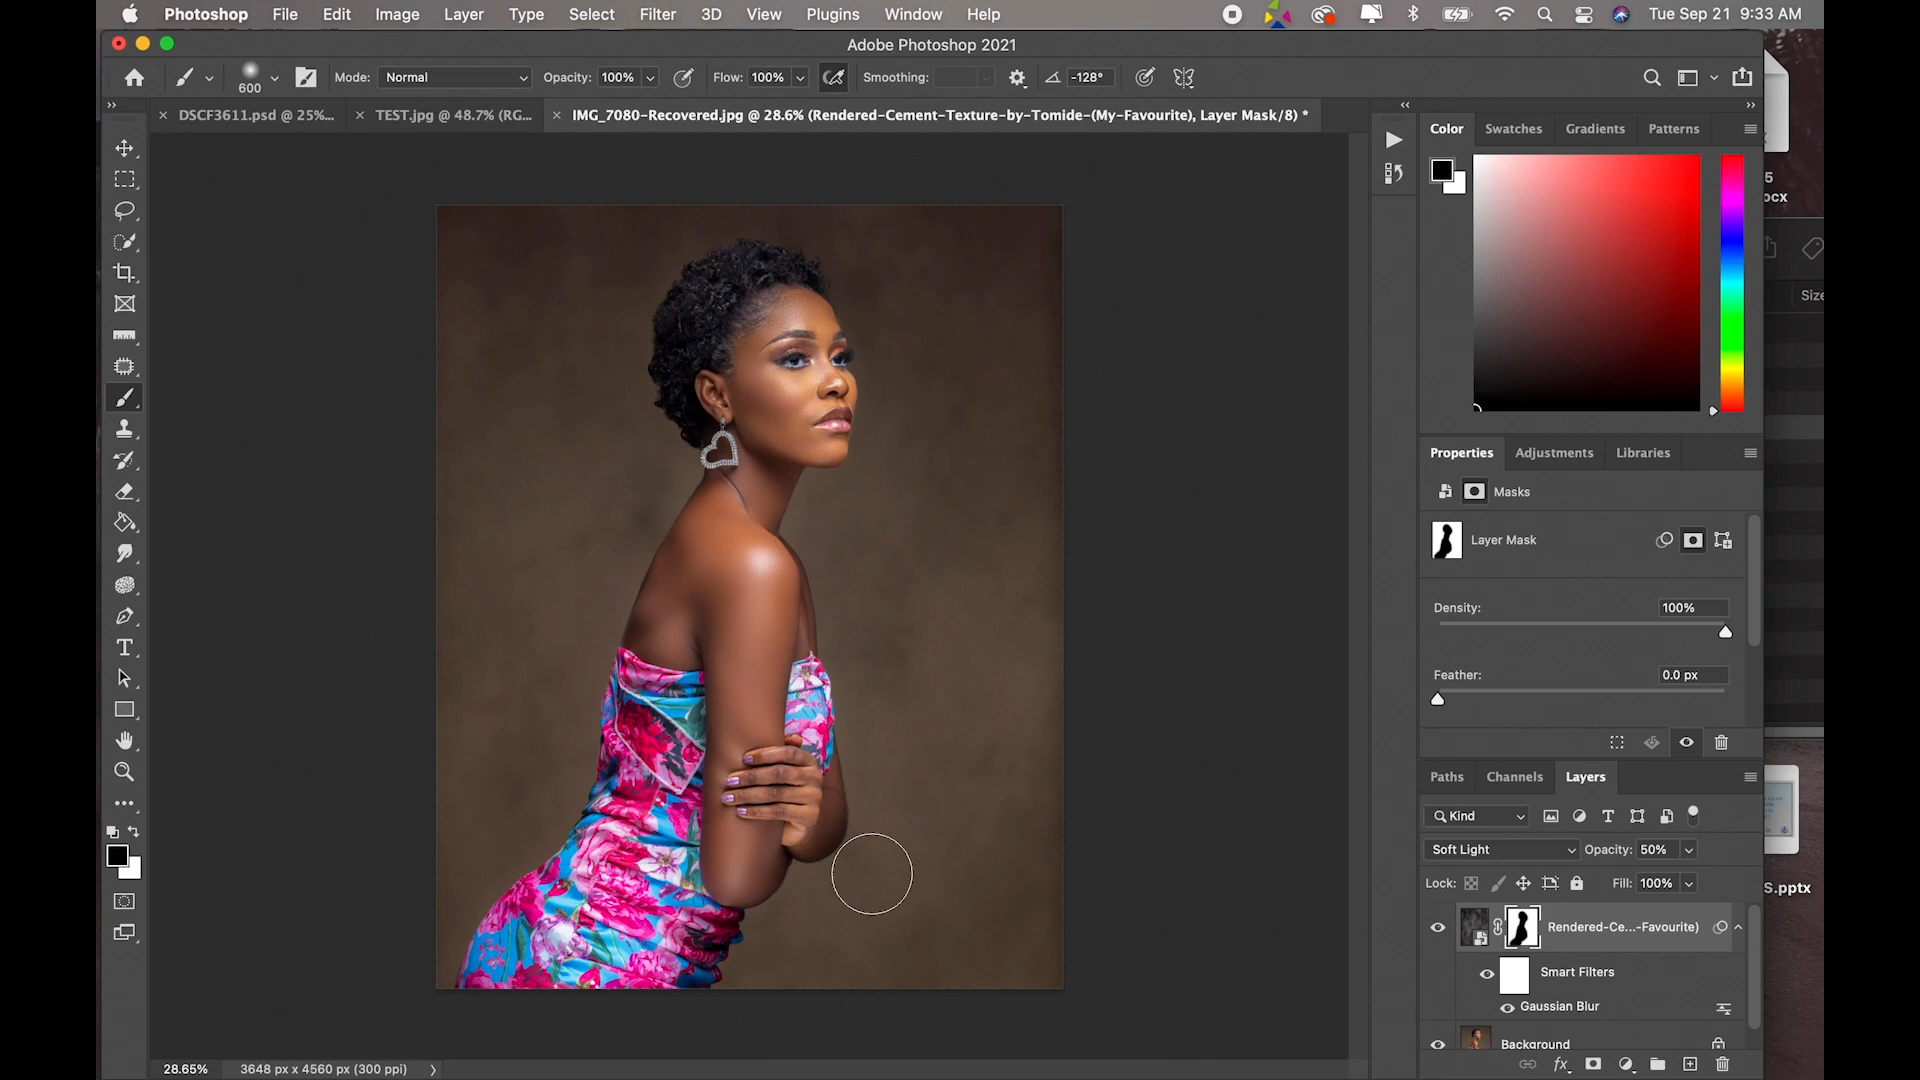 Photoshop File Edit Image Layer Type Select Filter 3D View Plugins Window Help Tue Sep 21 9:33 AM
Adobe Photoshop 2021
600 Mode: Normal Opacity: 100% Flow: 100% Smoothing: -128°
DSCF3611.psd @ 25%... TEST.jpg @ 48.7% (RG... IMG_7080-Recovered.jpg @ 28.6% (Rendered-Cement-Texture-by-Tomide-(My-Favourite), Layer Mask/8) *
Color Swatches Gradients Patterns
5
ocx
Size
Properties Adjustments Libraries
Masks
Layer Mask
Density: 100%
Feather: 0.0 px
Paths Channels Layers
Kind
Soft Light Opacity: 50%
Lock: Fill: 100%
S.pptx
Rendered-Ce...-Favourite)
Smart Filters
Gaussian Blur
Background
28.65% 3648 px x 4560 px (300 ppi)